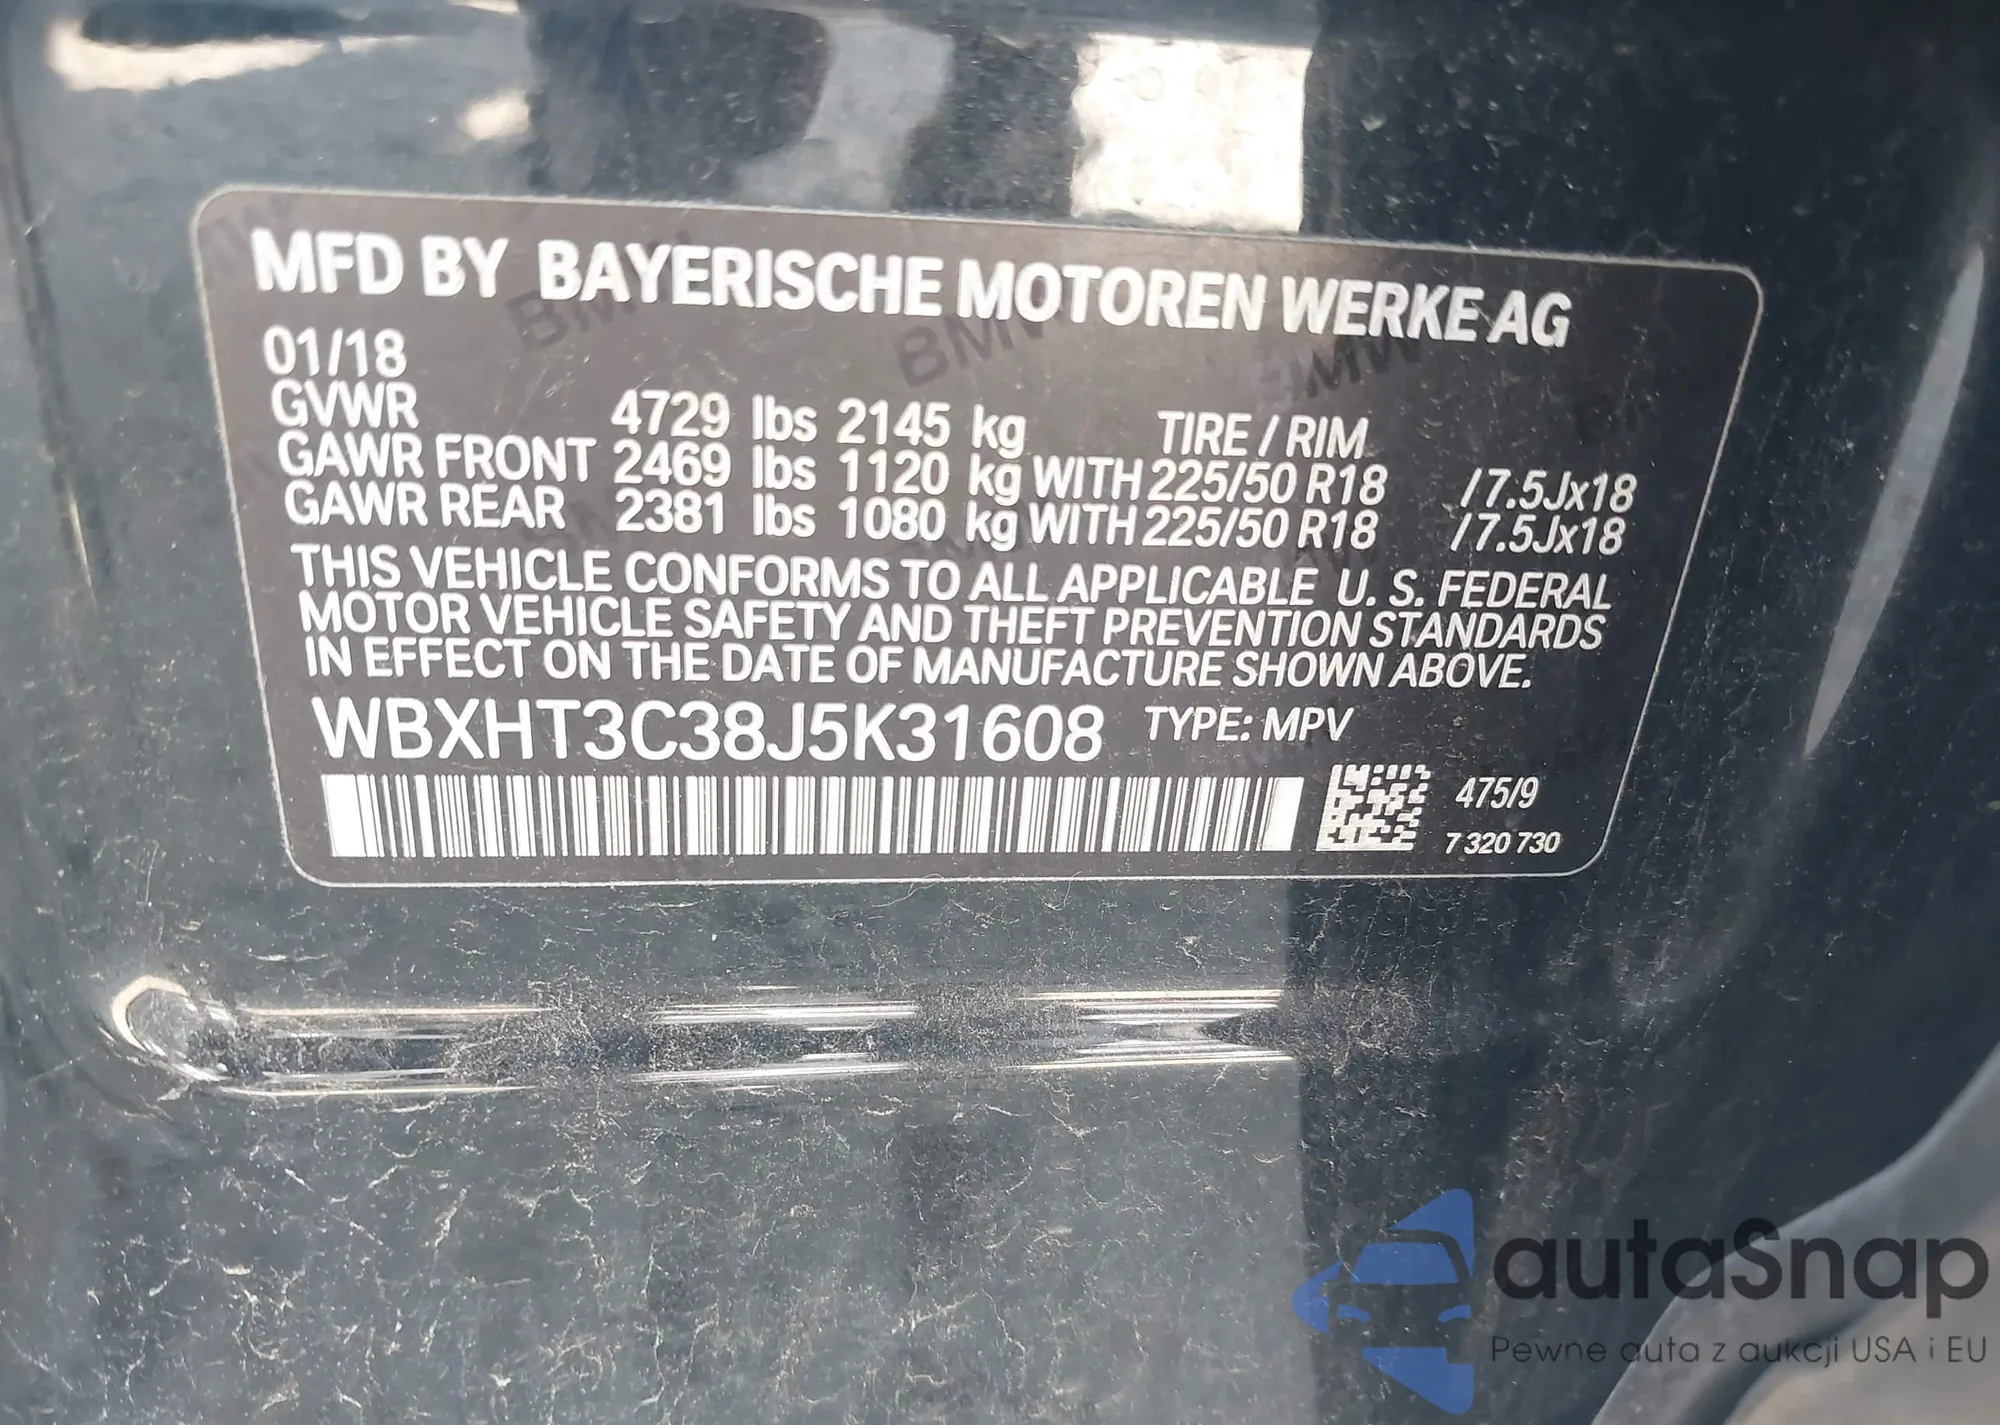 MFD BY BAYERISCHE MOTOREN WERKE AG
01/18
GVWR 4729 lbs 2145 kg TIRE / RIM
GAWR FRONT 2469 lbs 1120 kg WITH 225/50 R18 /7.5Jx18
GAWR REAR 2381 lbs 1080 kg WITH 225/50 R18 /7.5Jx18
THIS VEHICLE CONFORMS TO ALL APPLICABLE U. S. FEDERAL
MOTOR VEHICLE SAFETY AND THEFT PREVENTION STANDARDS
IN EFFECT ON THE DATE OF MANUFACTURE SHOWN ABOVE.
WBXHT3C38J5K31608 TYPE: MPV
475/9
7 320 730
autaSnap
Pewne auta z aukcji USA i EU